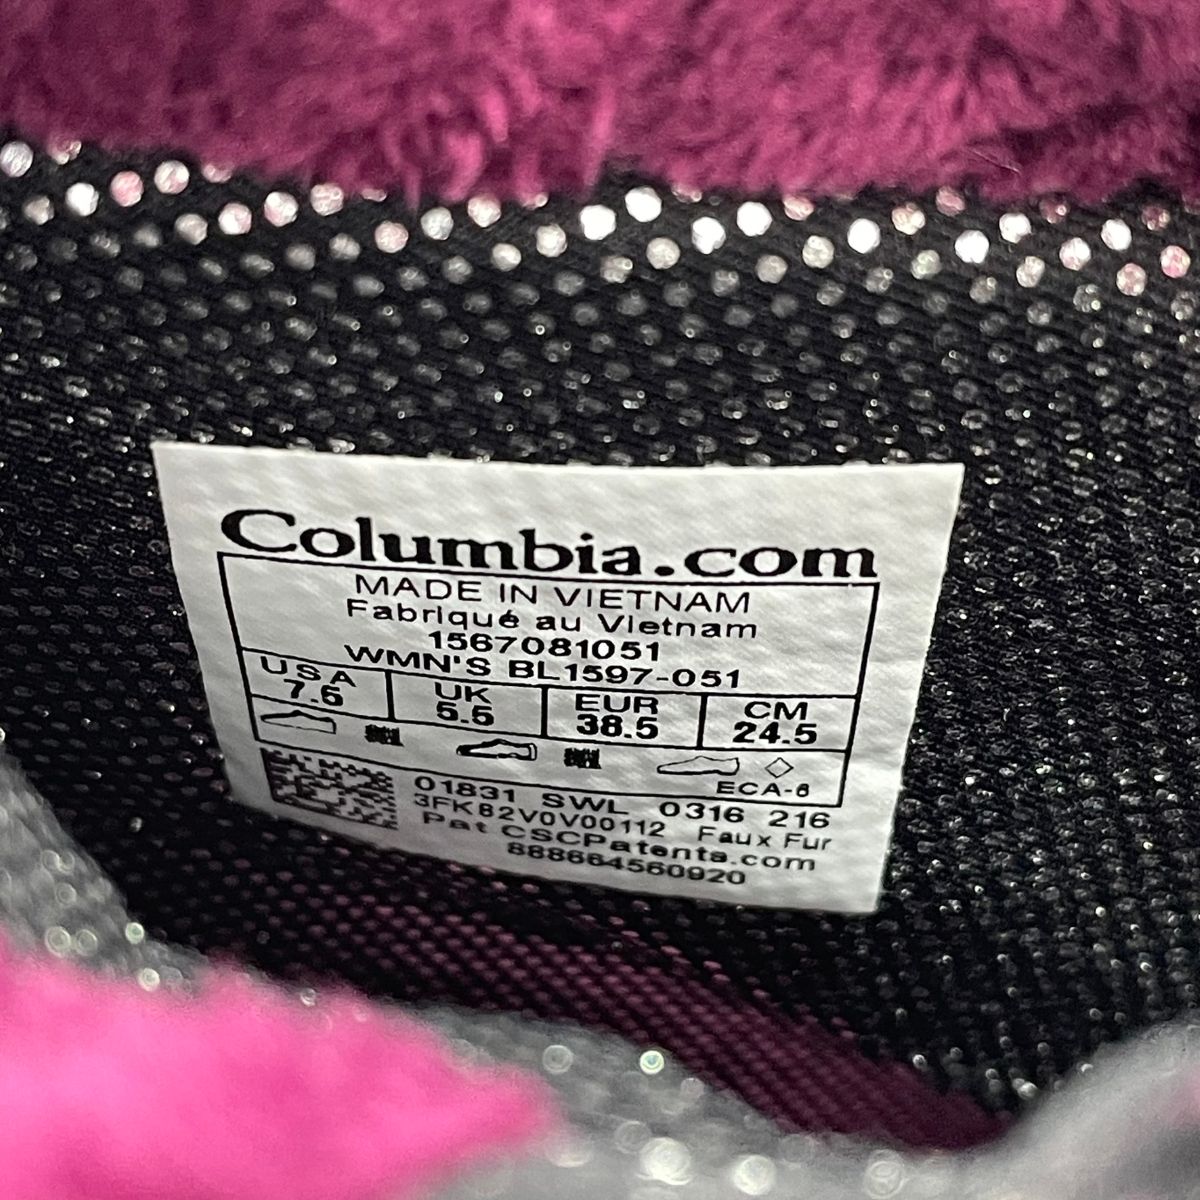 Columbia.com
MADE IN VIETNAM
Fabriqué au Vietnam
1567081051
WMN'S BL1597-051
USA UK EUR CM
7.5 5.5 38.5 24.5
ECA-6
01831 SWL 0316 216
3FK82V0V00112 Faux Fur
Pat CSCPatents.com
888664560920